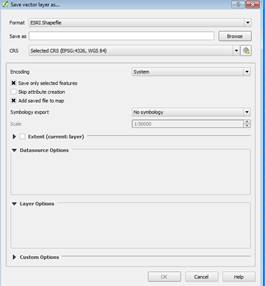 Save vector layer as...
Format ESRI Shapefile
Save as Browse
CRS Selected CRS (EPSG:4326, WGS 84)
Encoding System
Save only selected features
Skip attribute creation
Add saved file to map
Symbology export No symbology
Scale 1:50000
Extent (current: layer)
Datasource Options
Layer Options
Custom Options
OK Cancel Help